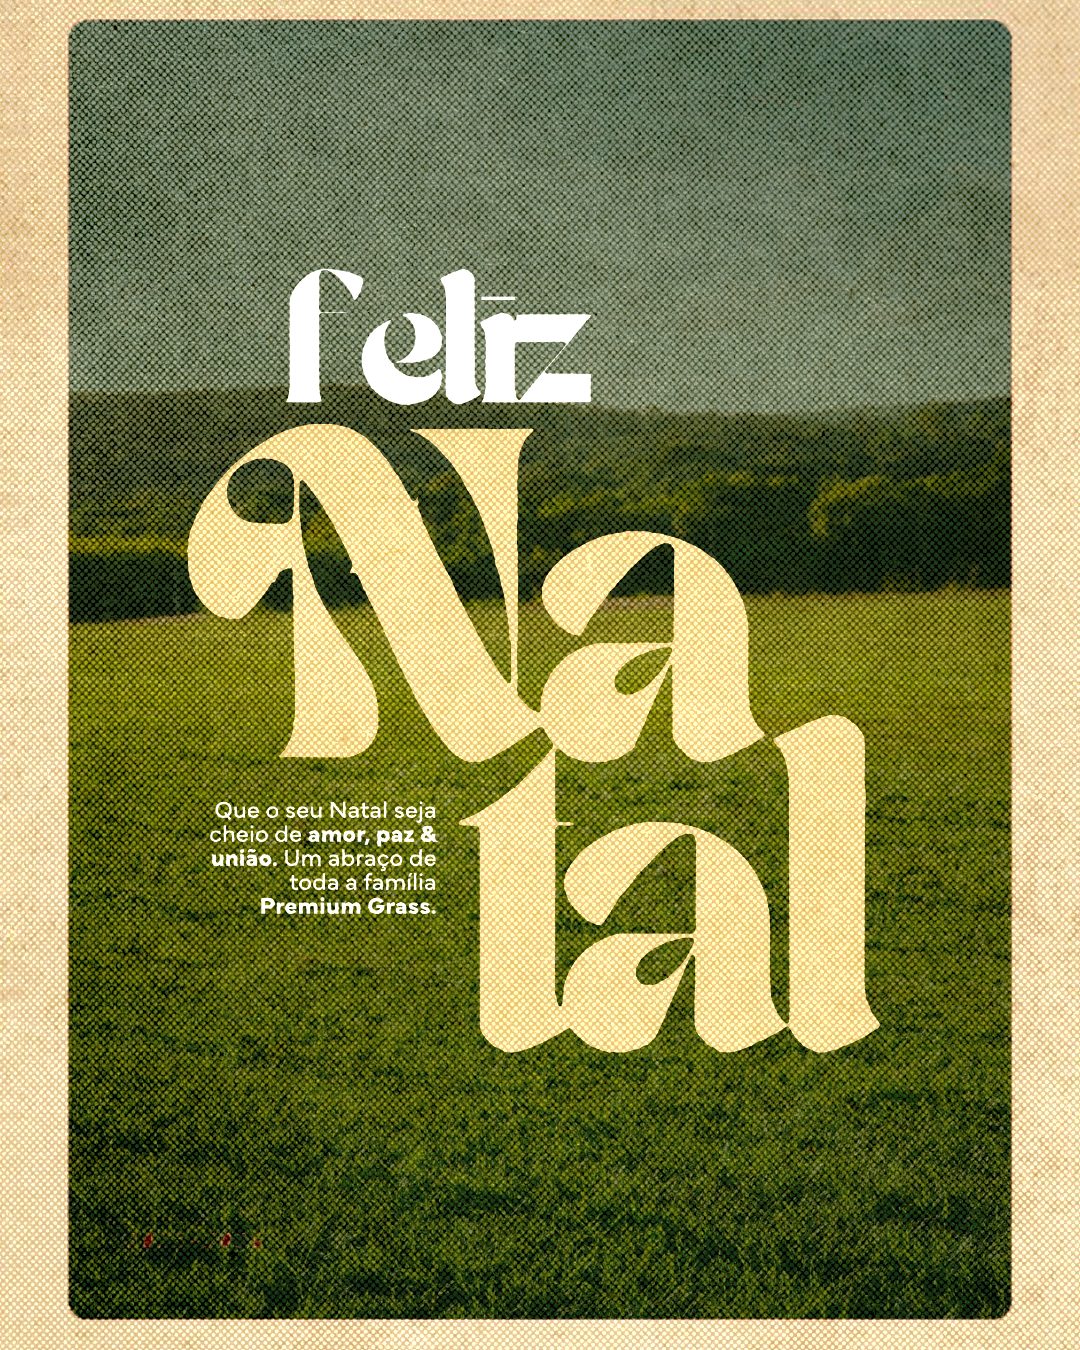 feliz
Na
tal
Que o seu Natal seja
cheio de amor, paz &
união. Um abraço de
toda a família
Premium Grass.